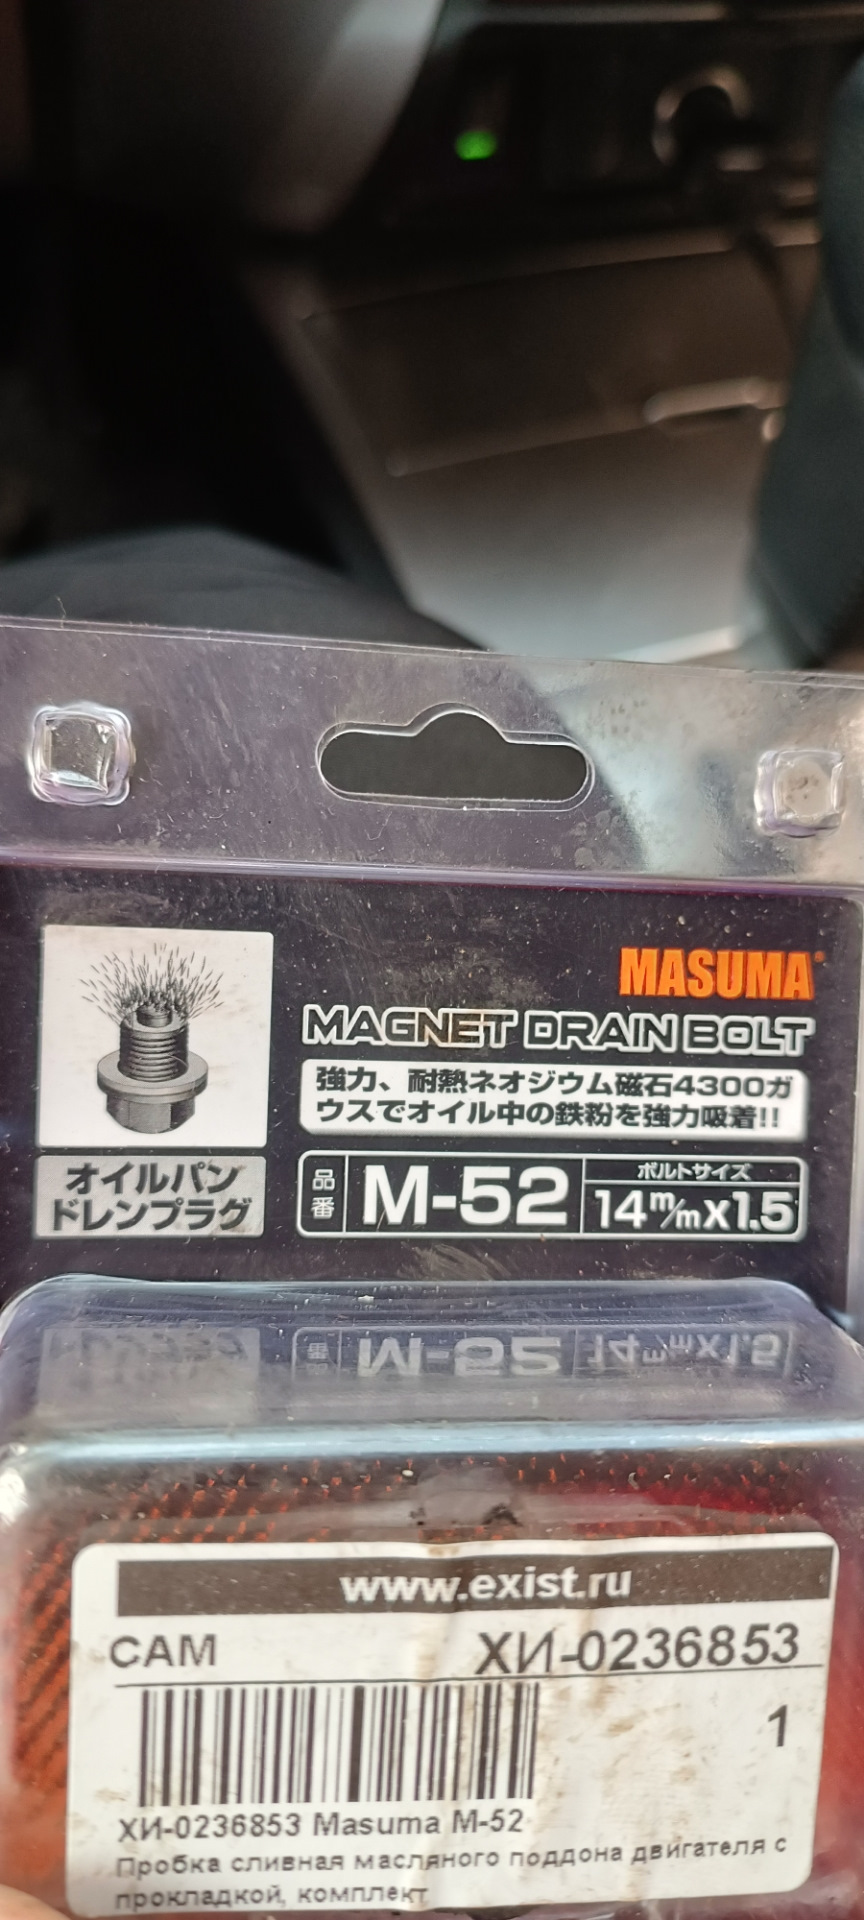 MASUMA®
MAGNET DRAIN BOLT
強力、耐熱ネオジウム磁石4300ガ
ウスでオイル中の鉄粉を強力吸着!!
オイルパン
ドレンプラグ
品番
M-52
ボルトサイズ
14m/mX1.5
www.exist.ru
САМ
ХИ-0236853
1
ХИ-0236853 Masuma M-52
Пробка сливная масляного поддона двигателя с
прокладкой, комплект